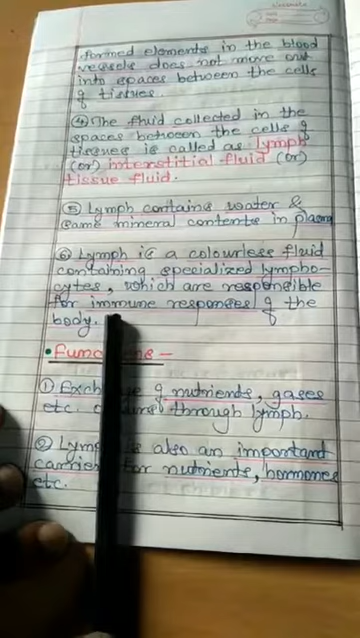 formed elements in the blood
vessels does not move out
into spaces between the cells
of tissues.
④ The fluid collected in the
spaces between the cells of
tissues is called as lymph
(or) interstitial fluid (or)
tissue fluid.
⑤ Lymph contains water &
same mineral contents in plasma
⑥ Lymph is a colourless fluid
containing specialized lympho-
cytes, which are responsible
for immune responses of the
body.
• Func ns -
① Exch e of nutrients, gases
etc. through lymph.
② Lym is also an important
carrier for nutrients, hormones
etc.